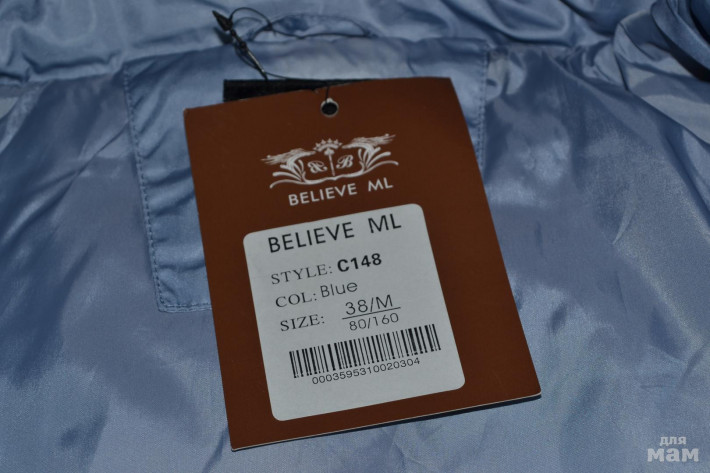 B B
BELIEVE ML
BELIEVE ML
STYLE: C148
COL: Blue
SIZE: 38/M
80/160
0003595310020304
для
мам